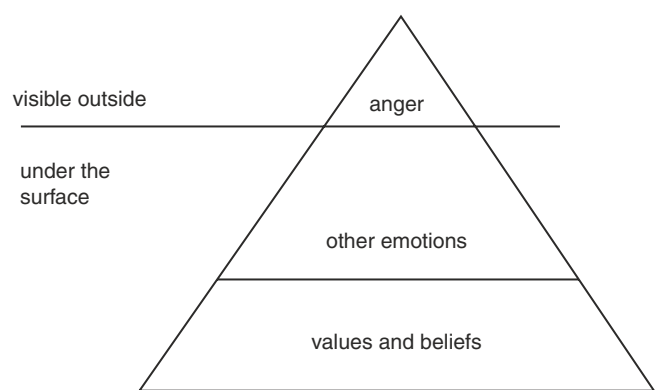 visible outside
anger
under the
surface
other emotions
values and beliefs